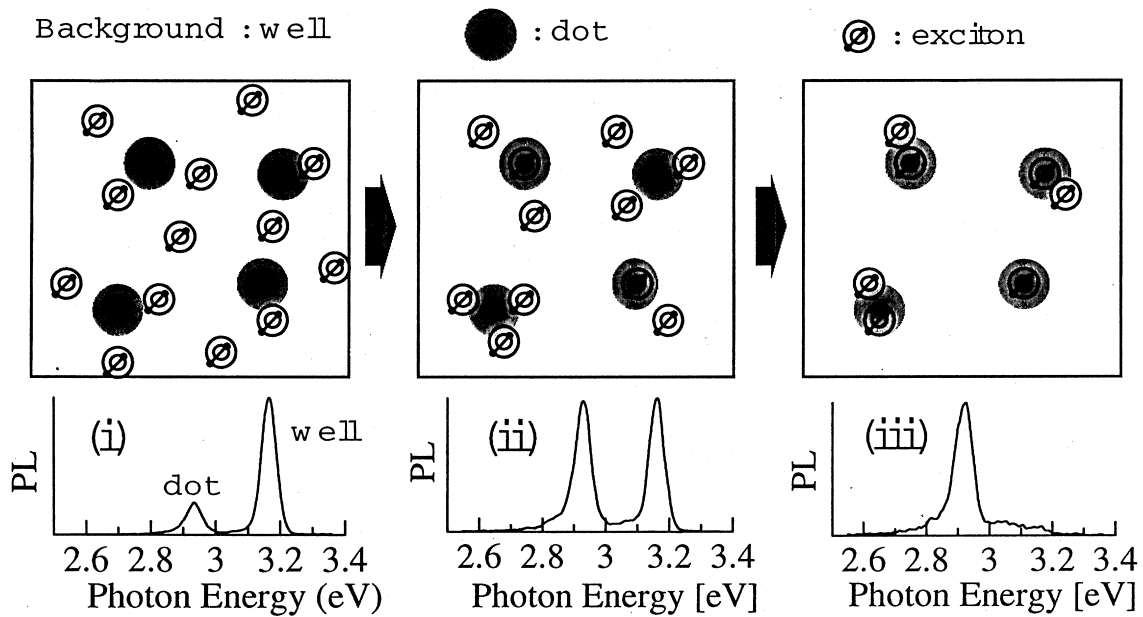 Background : well : dot : exciton
(i) well (ii) (iii)
dot
PL PL PL
2.6 2.8 3 3.2 3.4 2.6 2.8 3 3.2 3.4 2.6 2.8 3 3.2 3.4
Photon Energy (eV) Photon Energy [eV] Photon Energy [eV]